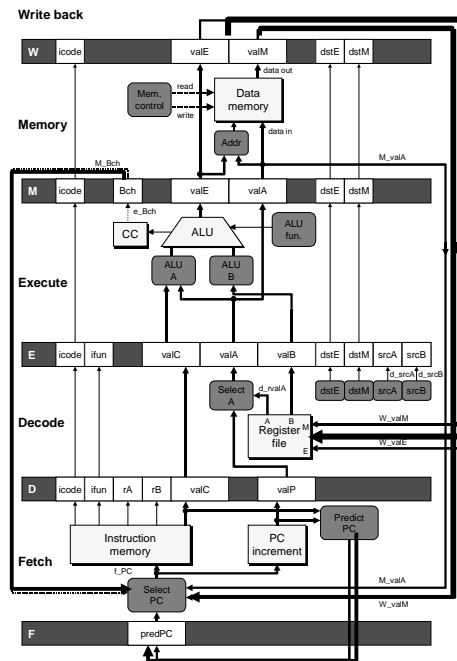 Write back
W icode valE valM dstE dstM
data out
Mem. control
read
write
Data memory
Memory
Addr
data in
M_Bch
M_valA
M icode Bch valE valA dstE dstM
e_Bch
CC
ALU
ALU fun.
ALU A
ALU B
Execute
E icode ifun valC valA valB dstE dstM srcA srcB
d_srcA d_srcB
Select A
d_rvalA
dstE dstM srcA srcB
A B
Register file
M
E
W_valM
W_valE
Decode
D icode ifun rA rB valC valP
Instruction memory
PC increment
Predict PC
Fetch
f_PC
M_valA
Select PC
W_valM
F predPC